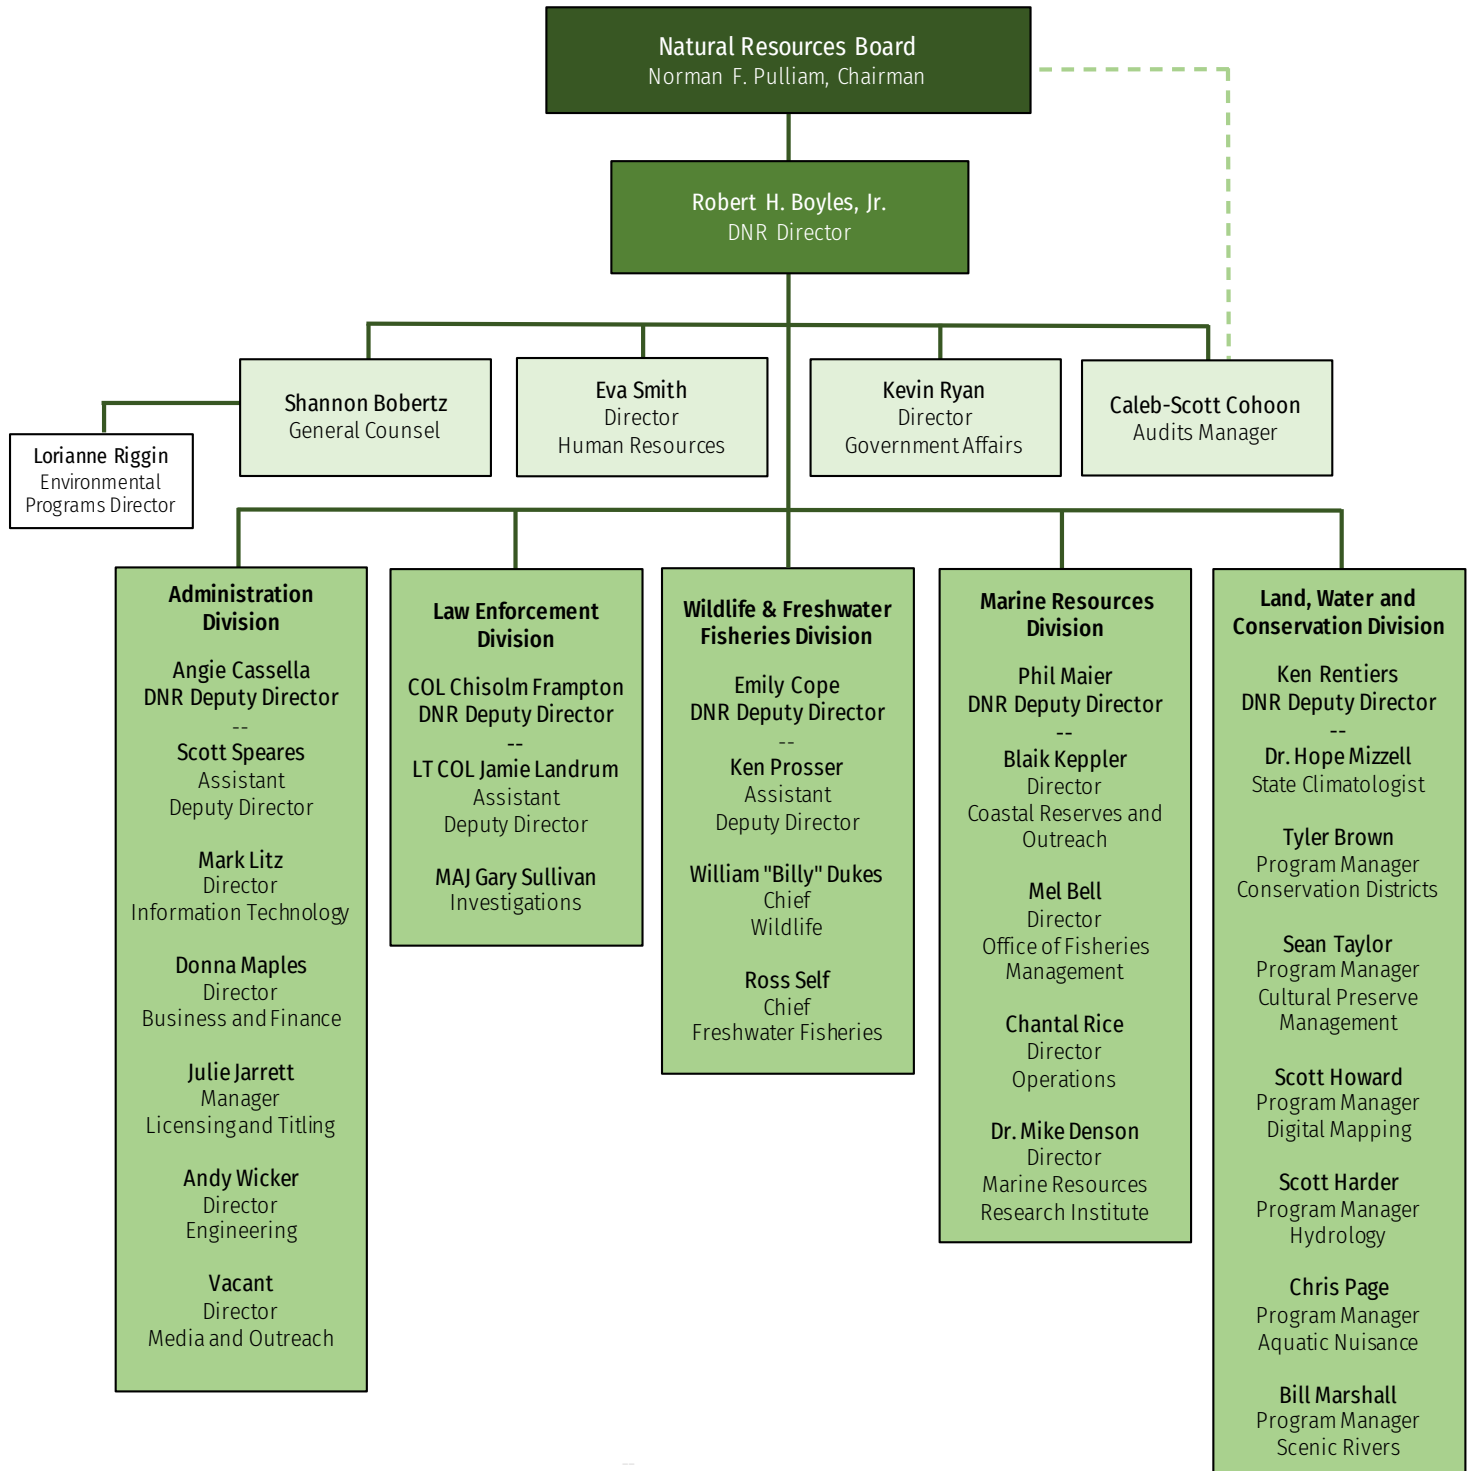 Natural Resources Board
Norman F. Pulliam, Chairman
Robert H. Boyles, Jr.
DNR Director
Shannon Bobertz
General Counsel
Eva Smith
Director
Human Resources
Kevin Ryan
Director
Government Affairs
Caleb-Scott Cohoon
Audits Manager
Lorianne Riggin
Environmental
Programs Director
Administration
Division
Angie Cassella
DNR Deputy Director
--
Scott Speares
Assistant
Deputy Director
Mark Litz
Director
Information Technology
Donna Maples
Director
Business and Finance
Julie Jarrett
Manager
Licensing and Titling
Andy Wicker
Director
Engineering
Vacant
Director
Media and Outreach
Law Enforcement
Division
COL Chisolm Frampton
DNR Deputy Director
--
LT COL Jamie Landrum
Assistant
Deputy Director
MAJ Gary Sullivan
Investigations
Wildlife & Freshwater
Fisheries Division
Emily Cope
DNR Deputy Director
--
Ken Prosser
Assistant
Deputy Director
William "Billy" Dukes
Chief
Wildlife
Ross Self
Chief
Freshwater Fisheries
Marine Resources
Division
Phil Maier
DNR Deputy Director
--
Blaik Keppler
Director
Coastal Reserves and
Outreach
Mel Bell
Director
Office of Fisheries
Management
Chantal Rice
Director
Operations
Dr. Mike Denson
Director
Marine Resources
Research Institute
Land, Water and
Conservation Division
Ken Rentiers
DNR Deputy Director
--
Dr. Hope Mizzell
State Climatologist
Tyler Brown
Program Manager
Conservation Districts
Sean Taylor
Program Manager
Cultural Preserve
Management
Scott Howard
Program Manager
Digital Mapping
Scott Harder
Program Manager
Hydrology
Chris Page
Program Manager
Aquatic Nuisance
Bill Marshall
Program Manager
Scenic Rivers